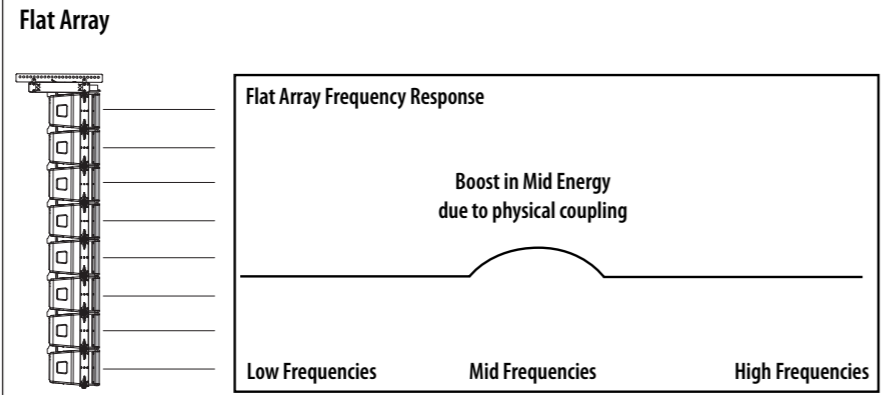 Flat Array
Flat Array Frequency Response
Boost in Mid Energy
due to physical coupling
Low Frequencies
Mid Frequencies
High Frequencies